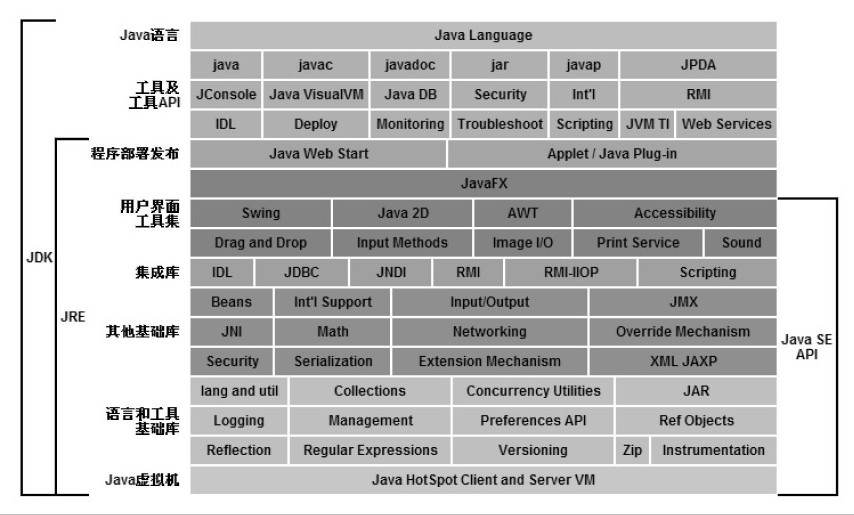 Java语言
Java Language
工具及
工具API
java javac javadoc jar javap JPDA
JConsole Java VisualVM Java DB Security Int'l RMI
IDL Deploy Monitoring Troubleshoot Scripting JVM TI Web Services
程序部署发布
Java Web Start Applet / Java Plug-in
JavaFX
用户界面
工具集
Swing Java 2D AWT Accessibility
Drag and Drop Input Methods Image I/O Print Service Sound
集成库
IDL JDBC JNDI RMI RMI-IIOP Scripting
其他基础库
Beans Int'l Support Input/Output JMX
JNI Math Networking Override Mechanism
Security Serialization Extension Mechanism XML JAXP
语言和工具
基础库
lang and util Collections Concurrency Utilities JAR
Logging Management Preferences API Ref Objects
Reflection Regular Expressions Versioning Zip Instrumentation
Java虚拟机
Java HotSpot Client and Server VM
JDK
JRE
Java SE
API